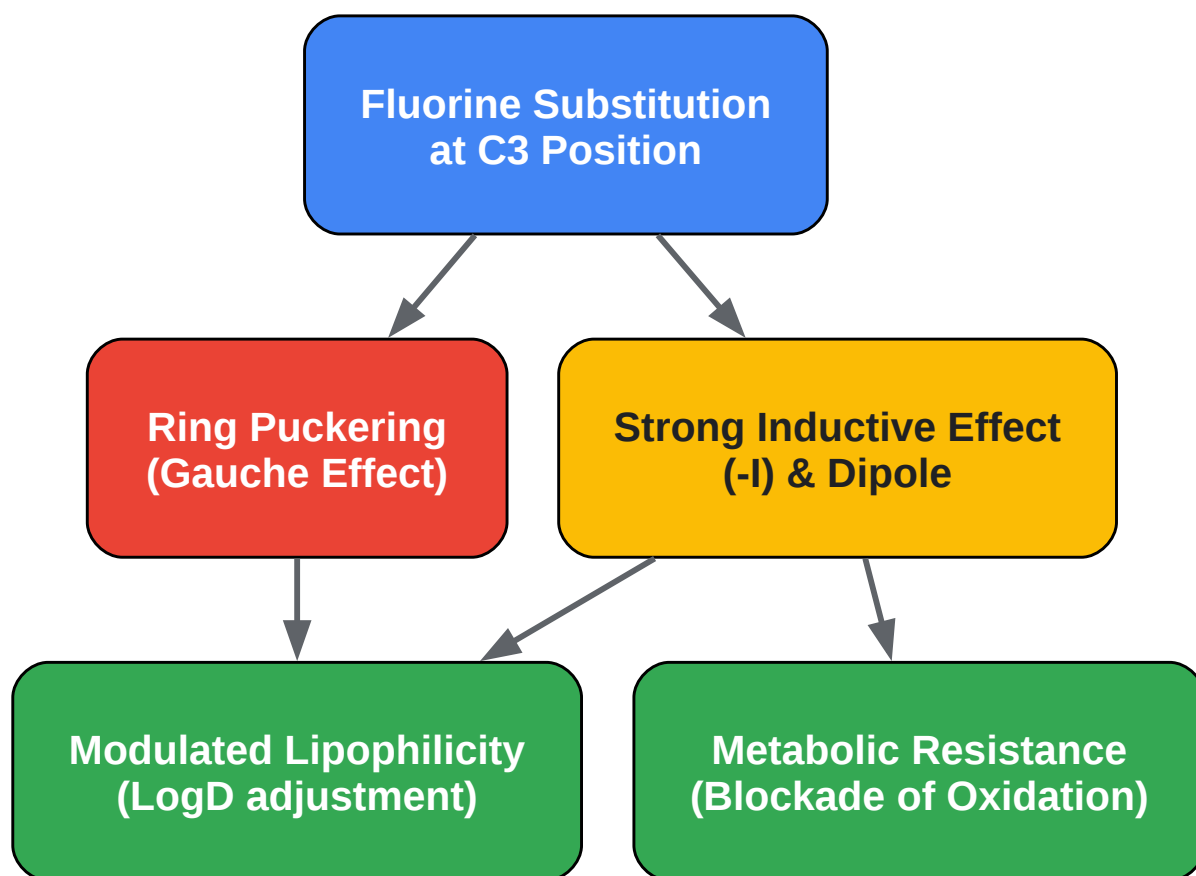 Fluorine Substitution
at C3 Position
Ring Puckering
(Gauche Effect)
Strong Inductive Effect
(-I) & Dipole
Modulated Lipophilicity
(LogD adjustment)
Metabolic Resistance
(Blockade of Oxidation)